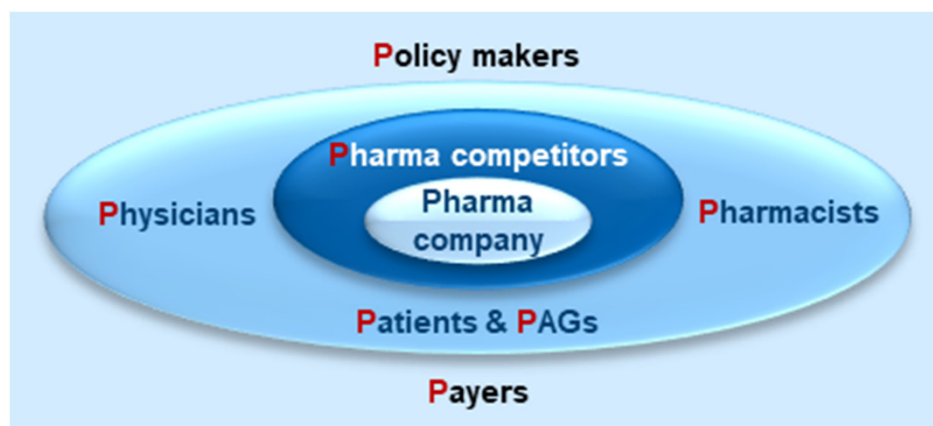 Policy makers
Pharma competitors
Pharma
company
Physicians
Pharmacists
Patients & PAGs
Payers